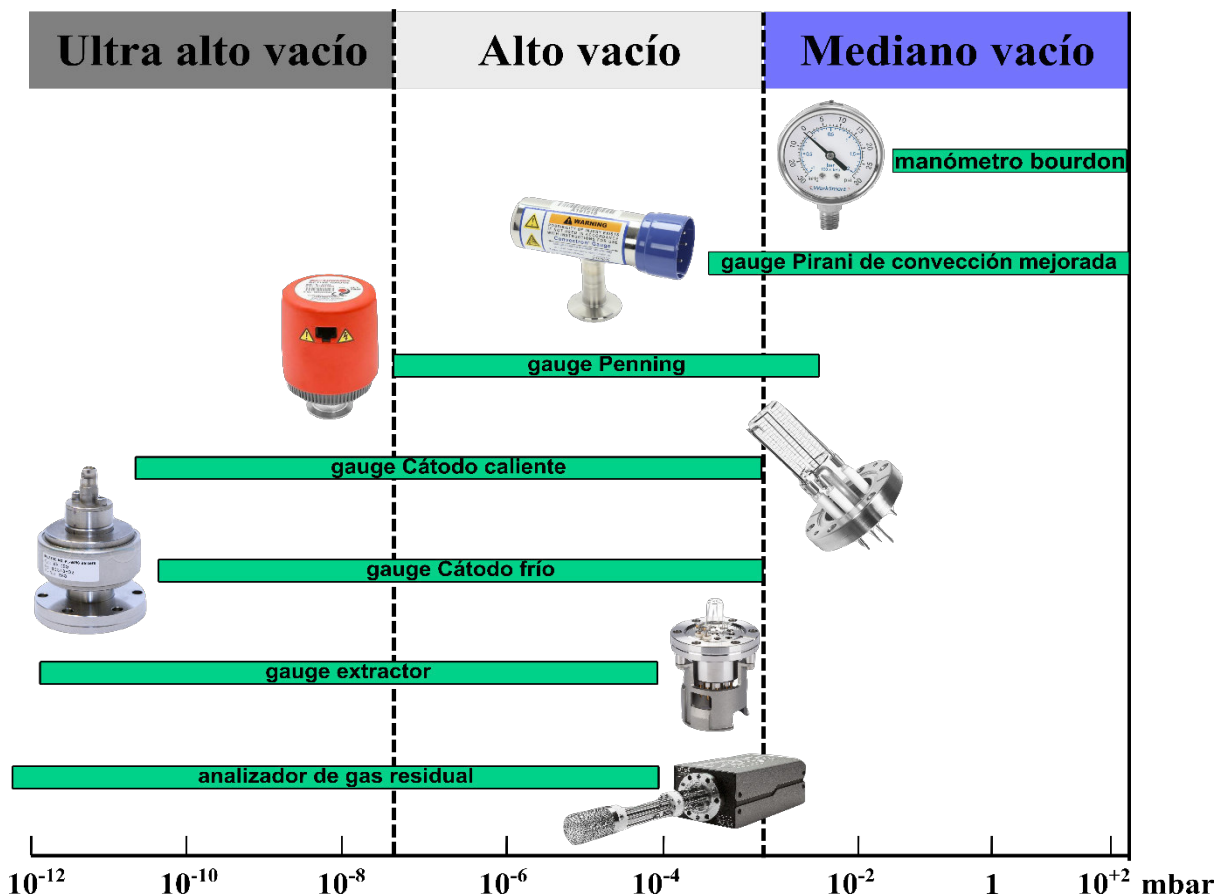 Ultra alto vacío
Alto vacío
Mediano vacío
manómetro bourdon
WARNING
gauge Pirani de convección mejorada
gauge Penning
gauge Cátodo caliente
gauge Cátodo frío
gauge extractor
analizador de gas residual
10⁻¹² 10⁻¹⁰ 10⁻⁸ 10⁻⁶ 10⁻⁴ 10⁻² 1 10⁺² mbar